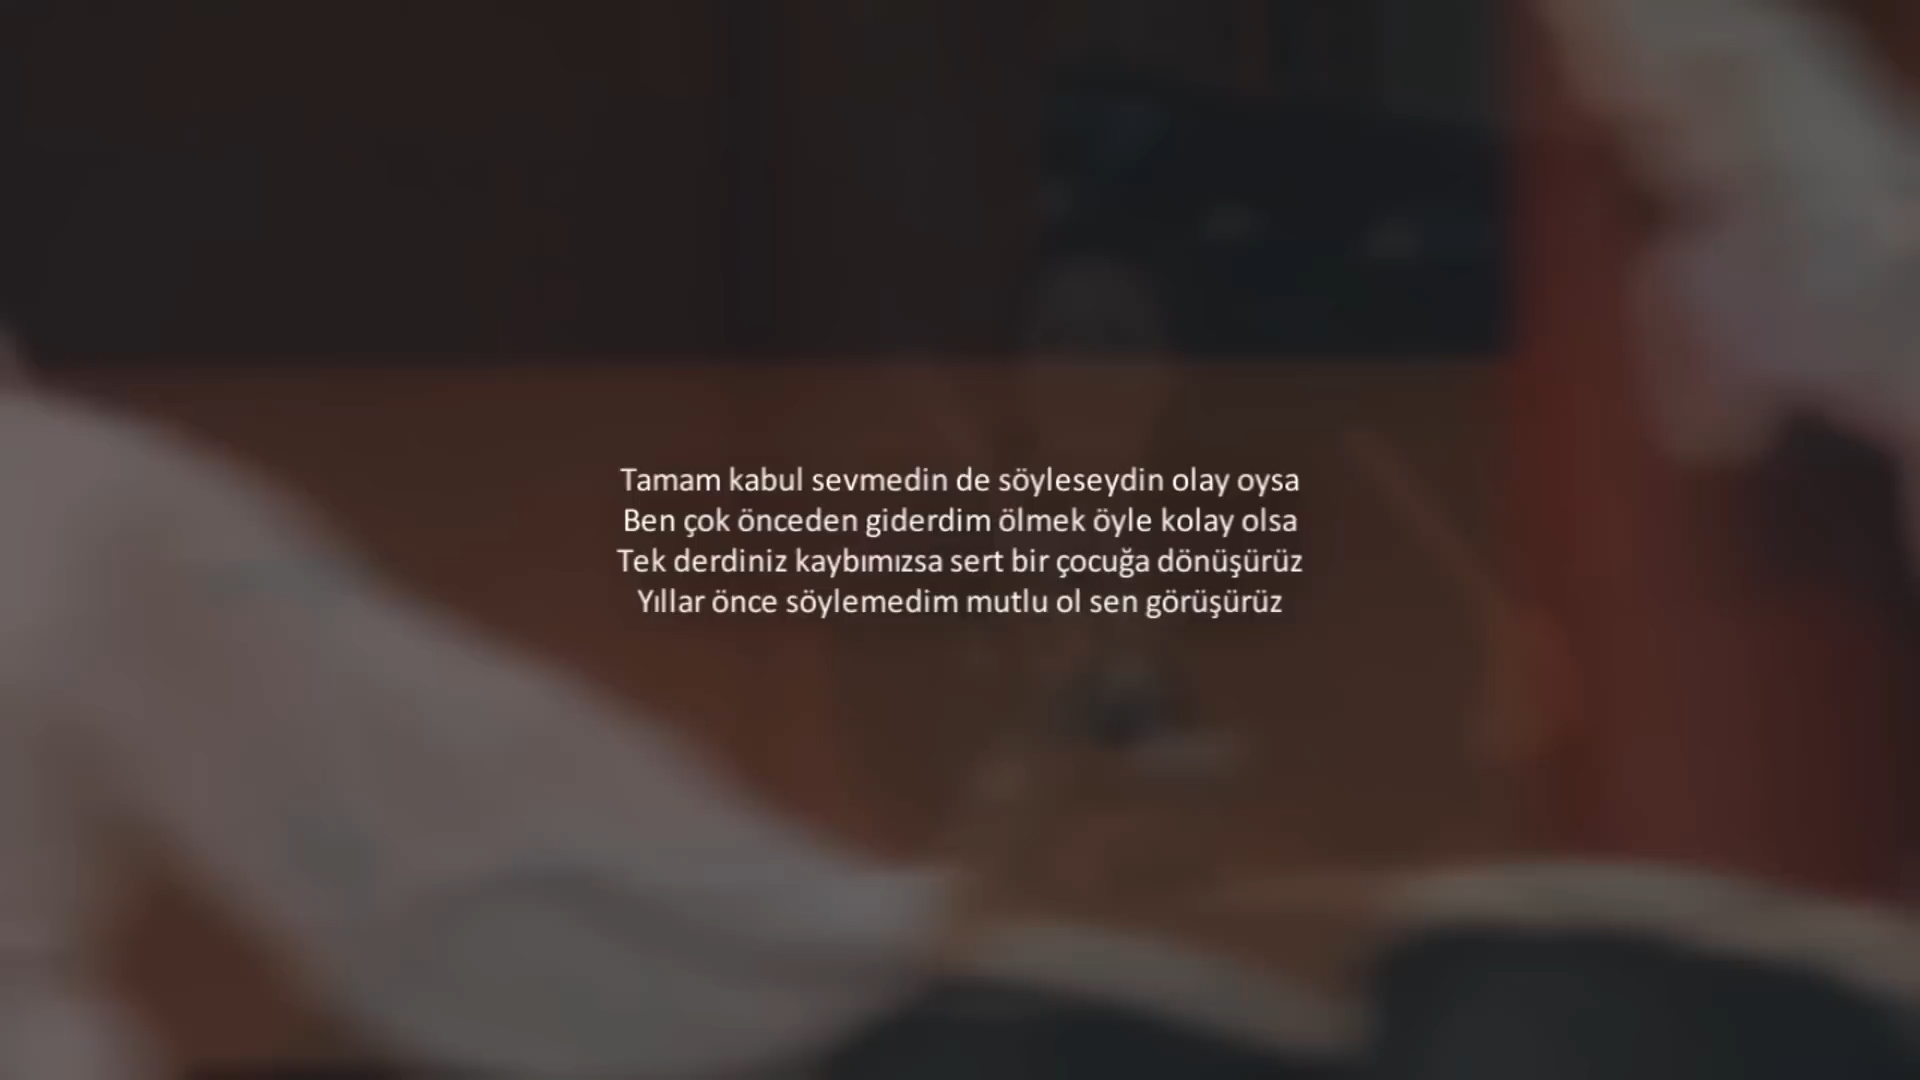 Tamam kabul sevmedin de söyleseydin olay oysa
Ben çok önceden giderdim ölmek öyle kolay olsa
Tek derdiniz kaybımızsa sert bir çocuğa dönüşürüz
Yıllar önce söylemedim mutlu ol sen görüşürüz